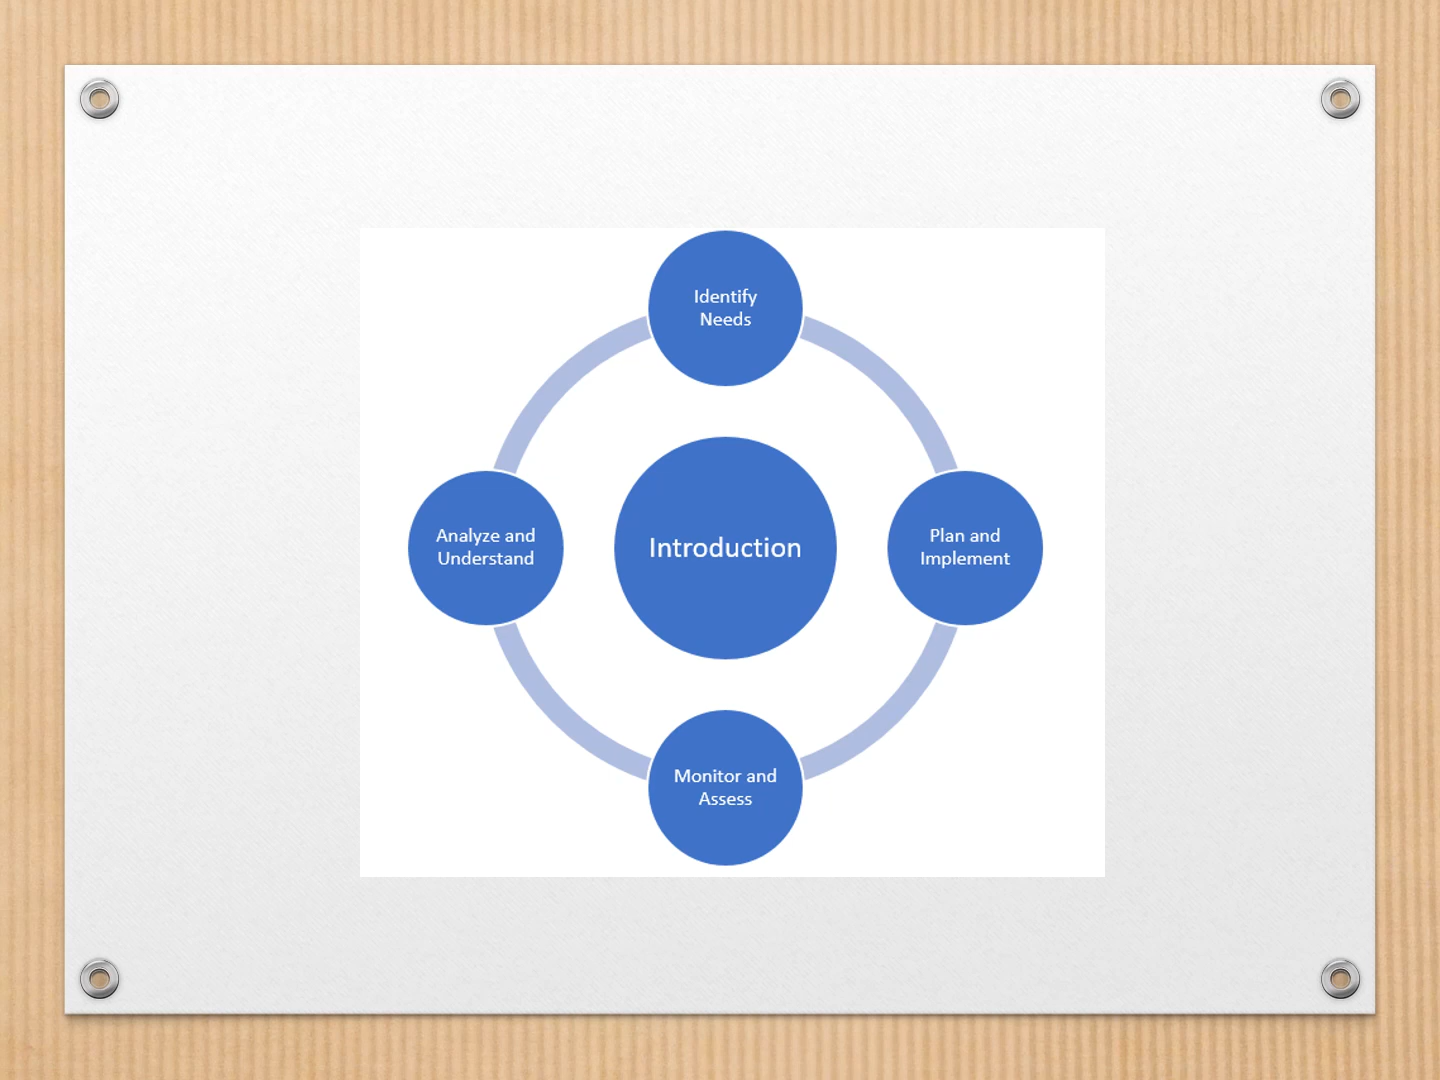 Identify
Needs
Analyze and
Understand
Introduction
Plan and
Implement
Monitor and
Assess